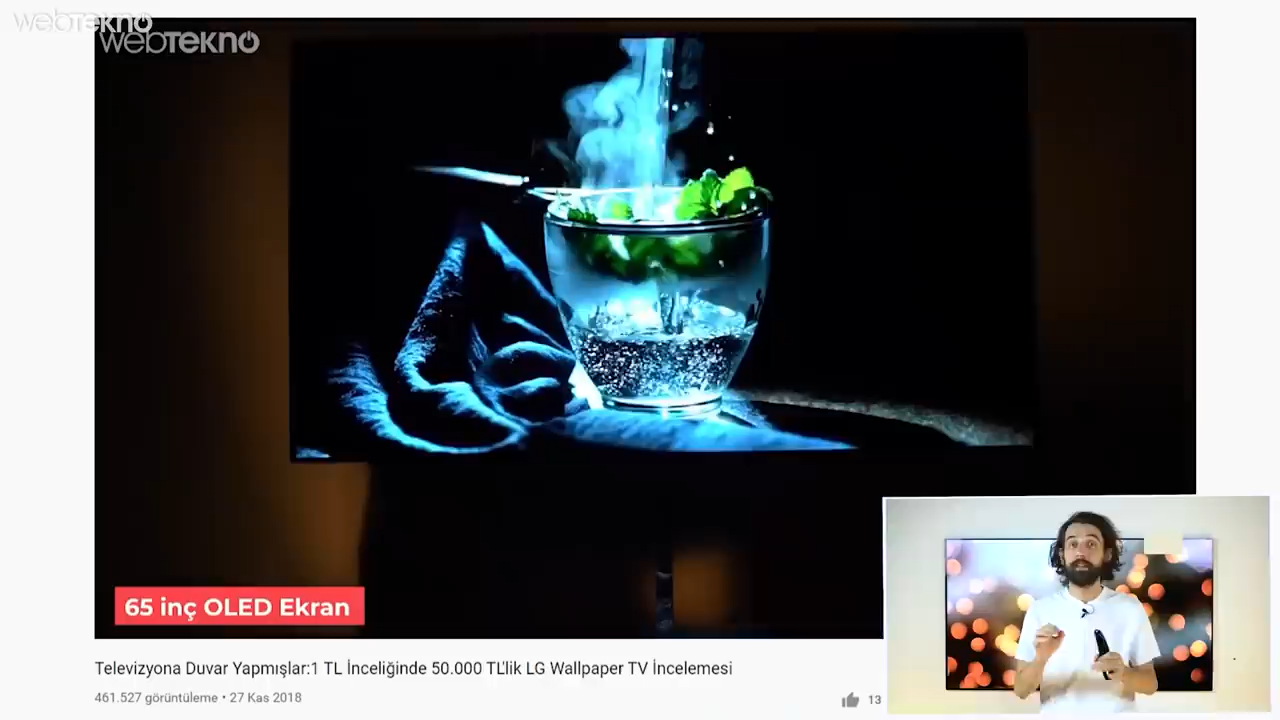 webtekno
webtekno
65 inç OLED Ekran
Televizyona Duvar Yapmışlar:1 TL İnceliğinde 50.000 TL'lik LG Wallpaper TV İncelemesi
461.527 görüntüleme • 27 Kas 2018
13